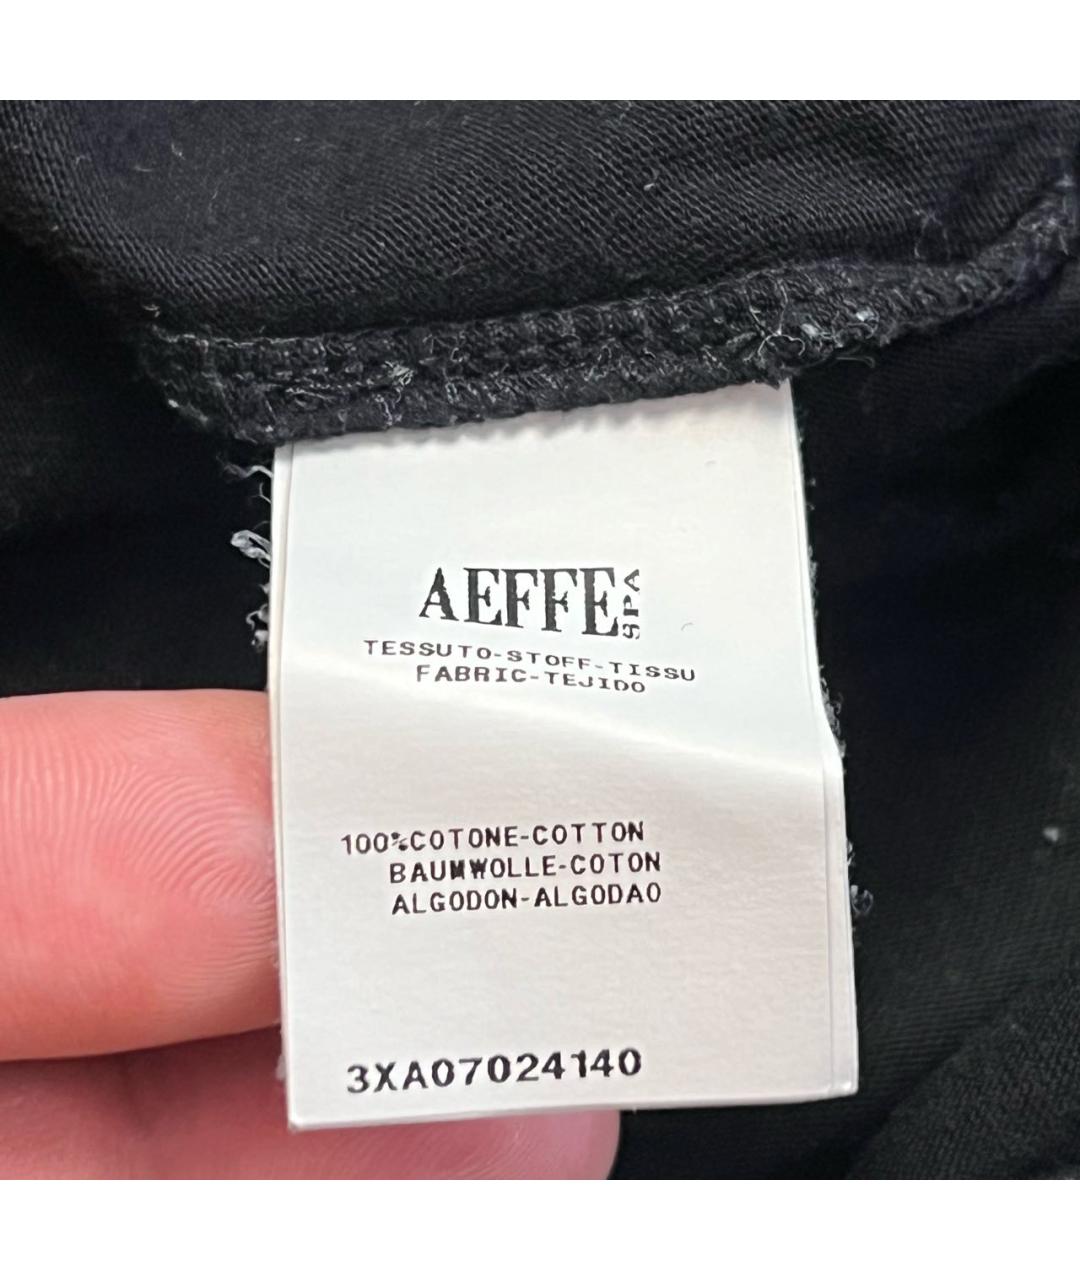 AEFFE SPA
TESSUTO-STOFF-TISSU
FABRIC-TEJIDO
100%COTONE-COTTON
BAUMWOLLE-COTON
ALGODON-ALGODAO
3XA07024140